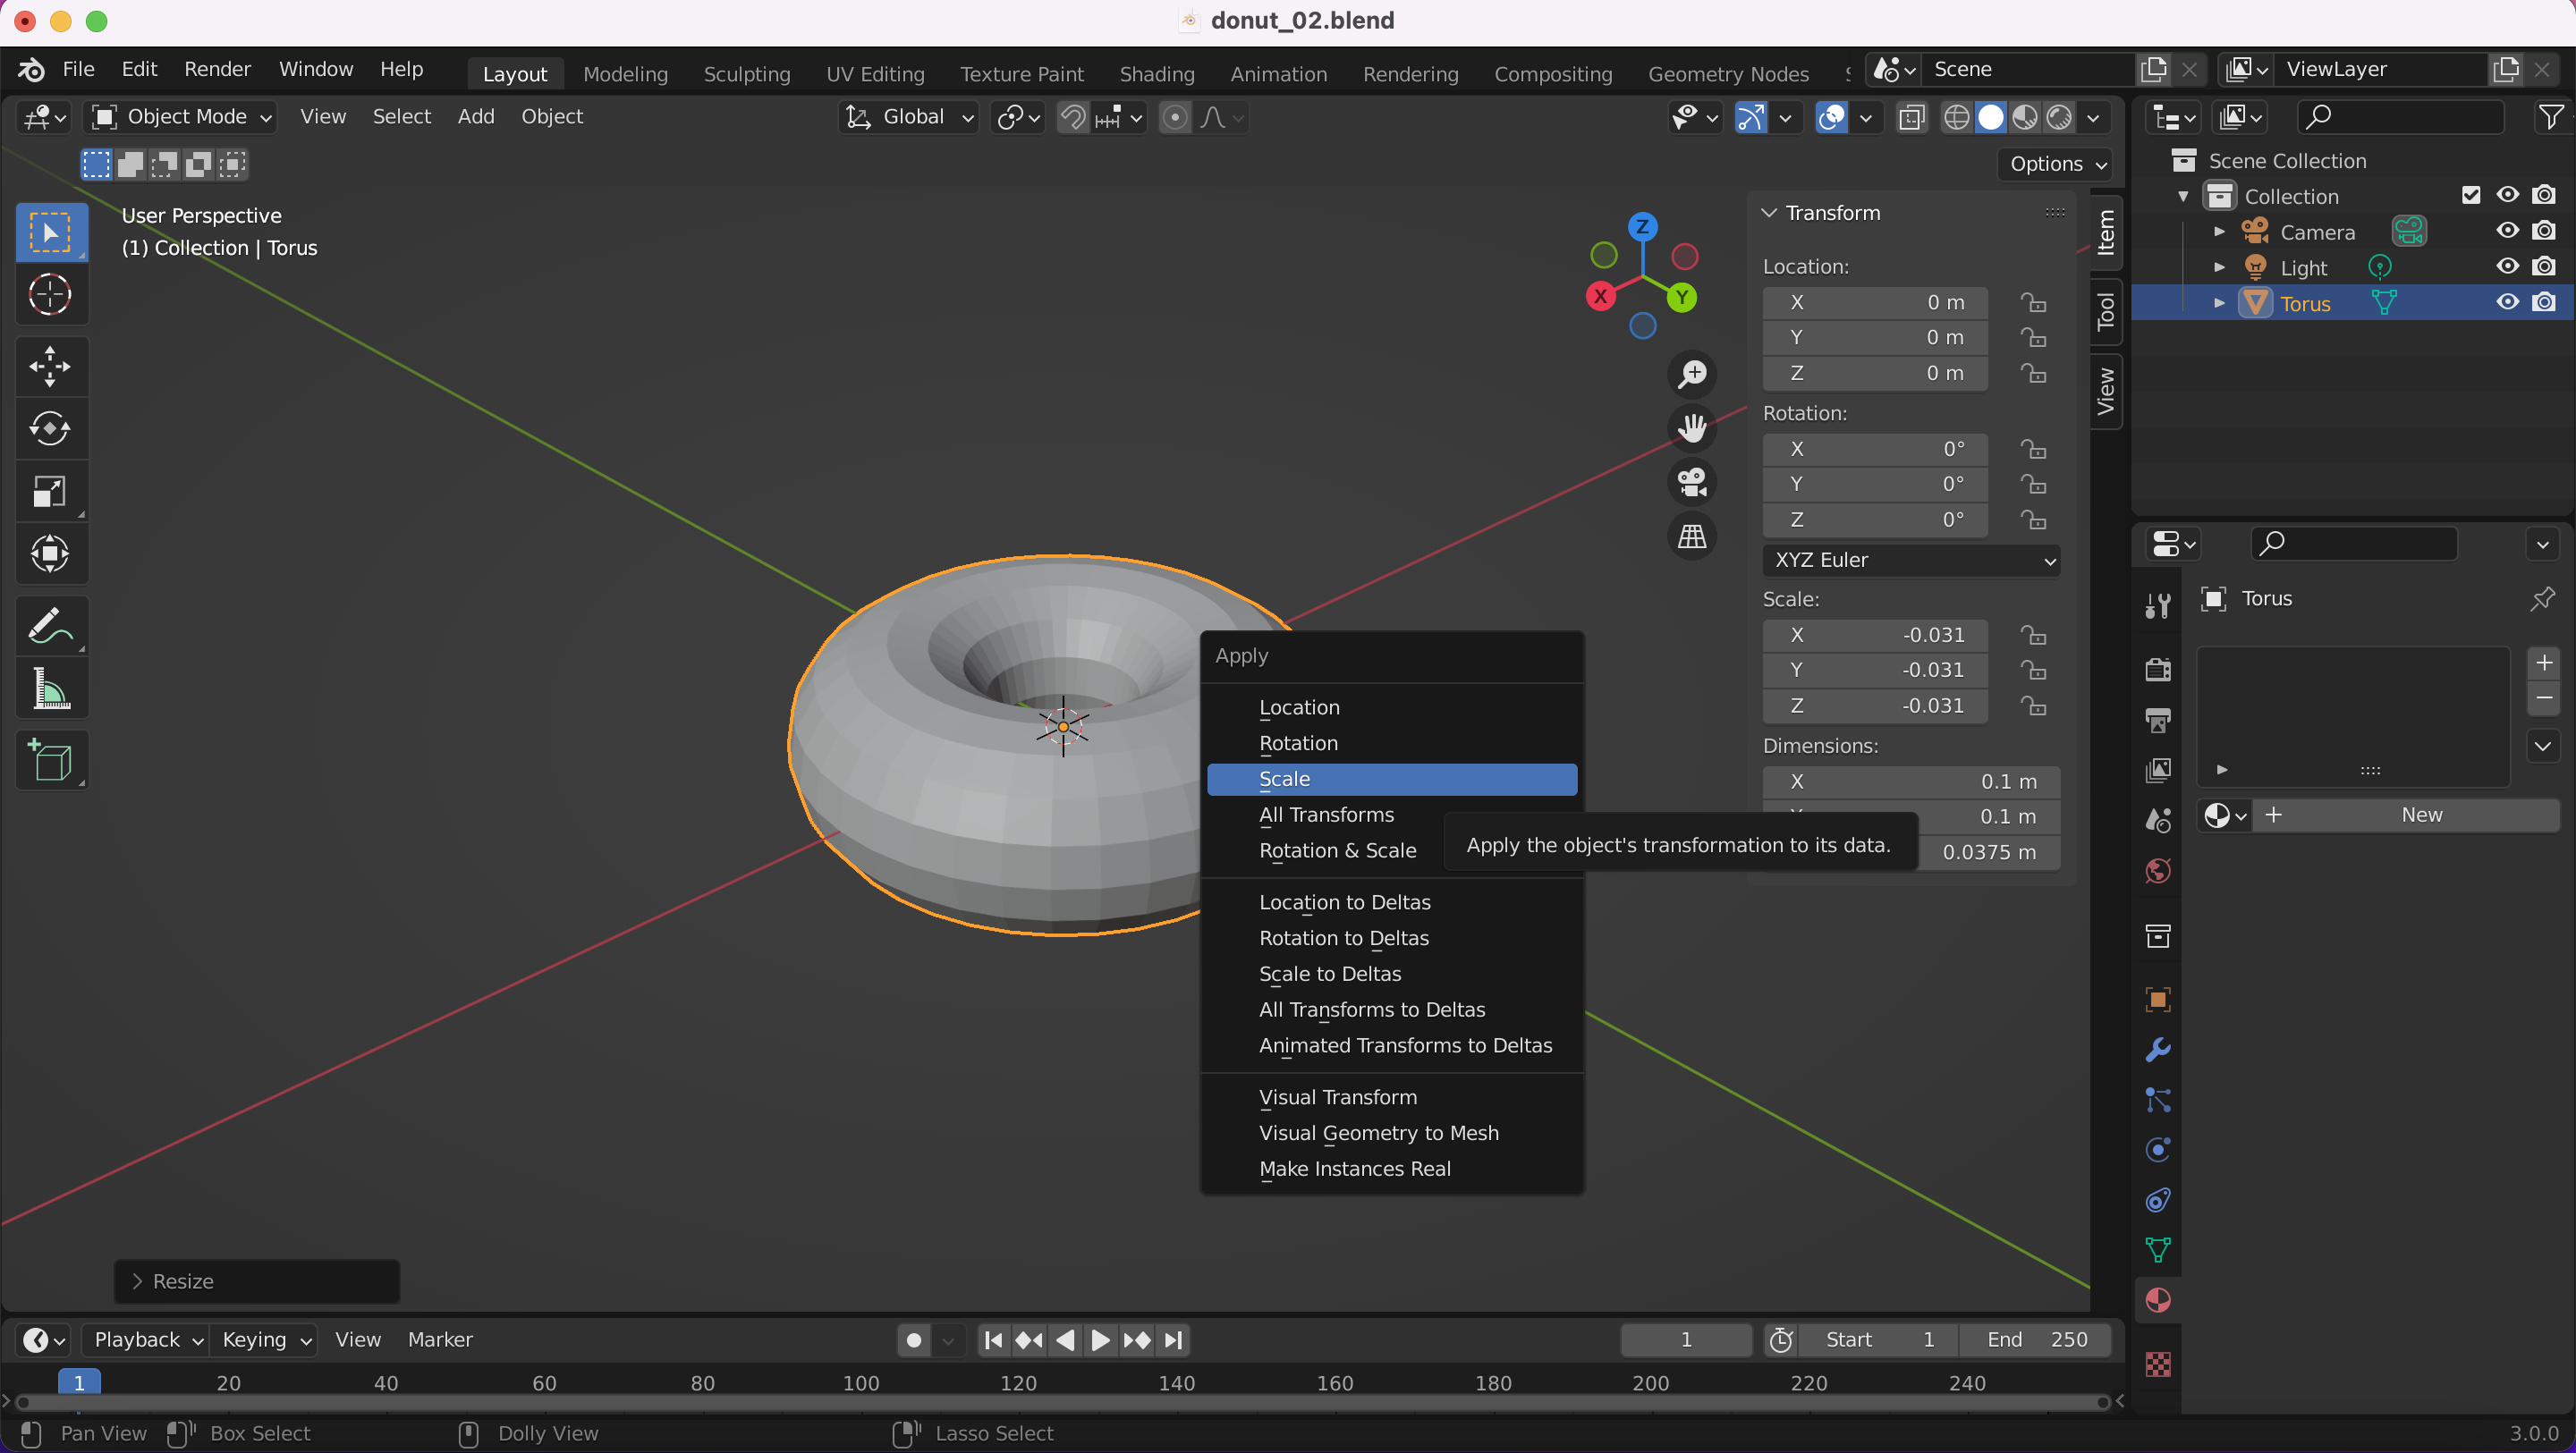 donut_02.blend
File Edit Render Window Help Layout Modeling Sculpting UV Editing Texture Paint Shading Animation Rendering Compositing Geometry Nodes Scene ViewLayer
Object Mode View Select Add Object Global
Options
User Perspective
(1) Collection | Torus
Z
X
Y
Transform
Location:
X 0 m
Y 0 m
Z 0 m
Rotation:
X 0°
Y 0°
Z 0°
XYZ Euler
Scale:
X -0.031
Y -0.031
Z -0.031
Dimensions:
X 0.1 m
0.1 m
0.0375 m
Item
Tool
View
Apply
Location
Rotation
Scale
All Transforms
Rotation & Scale
Location to Deltas
Rotation to Deltas
Scale to Deltas
All Transforms to Deltas
Animated Transforms to Deltas
Visual Transform
Visual Geometry to Mesh
Make Instances Real
Apply the object's transformation to its data.
Scene Collection
Collection
Camera
Light
Torus
Torus
New
Resize
Playback Keying View Marker 1 Start 1 End 250
1 20 40 60 80 100 120 140 160 180 200 220 240
Pan View Box Select Dolly View Lasso Select 3.0.0